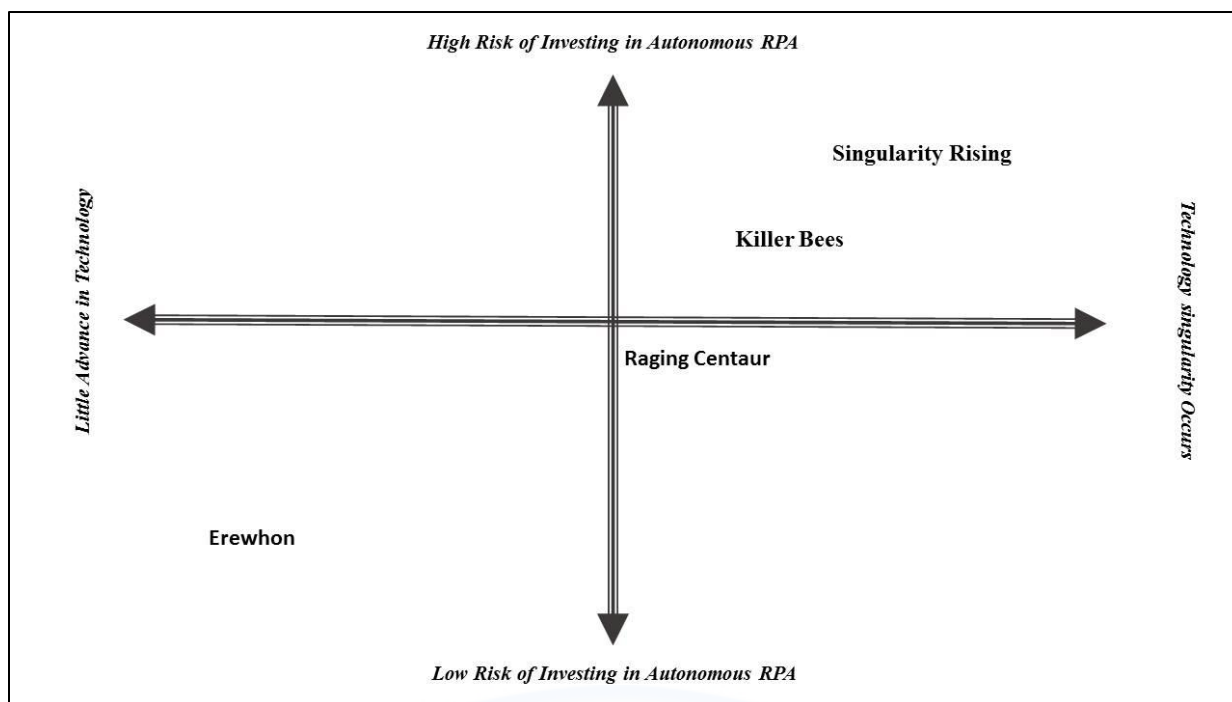 High Risk of Investing in Autonomous RPA
Singularity Rising
Little Advance in Technology
Technology singularity Occurs
Killer Bees
Raging Centaur
Erewhon
Low Risk of Investing in Autonomous RPA